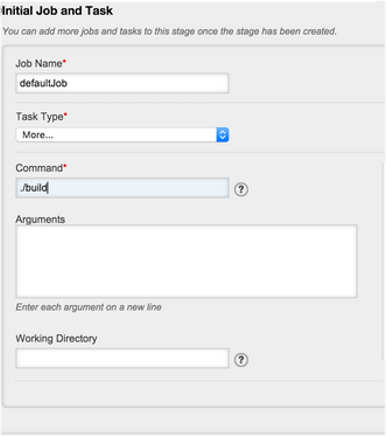 Initial Job and Task
You can add more jobs and tasks to this stage once the stage has been created.
Job Name*
defaultJob
Task Type*
More...
Command*
./build
?
Arguments
Enter each argument on a new line
Working Directory
?